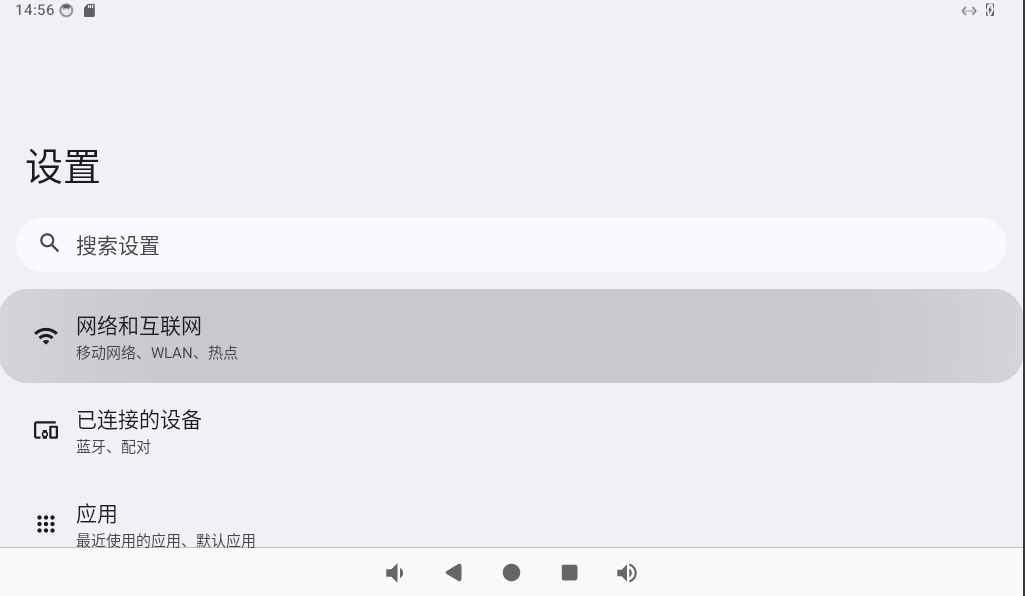 14:56
设置
搜索设置
网络和互联网
移动网络、WLAN、热点
已连接的设备
蓝牙、配对
应用
最近使用的应用、默认应用